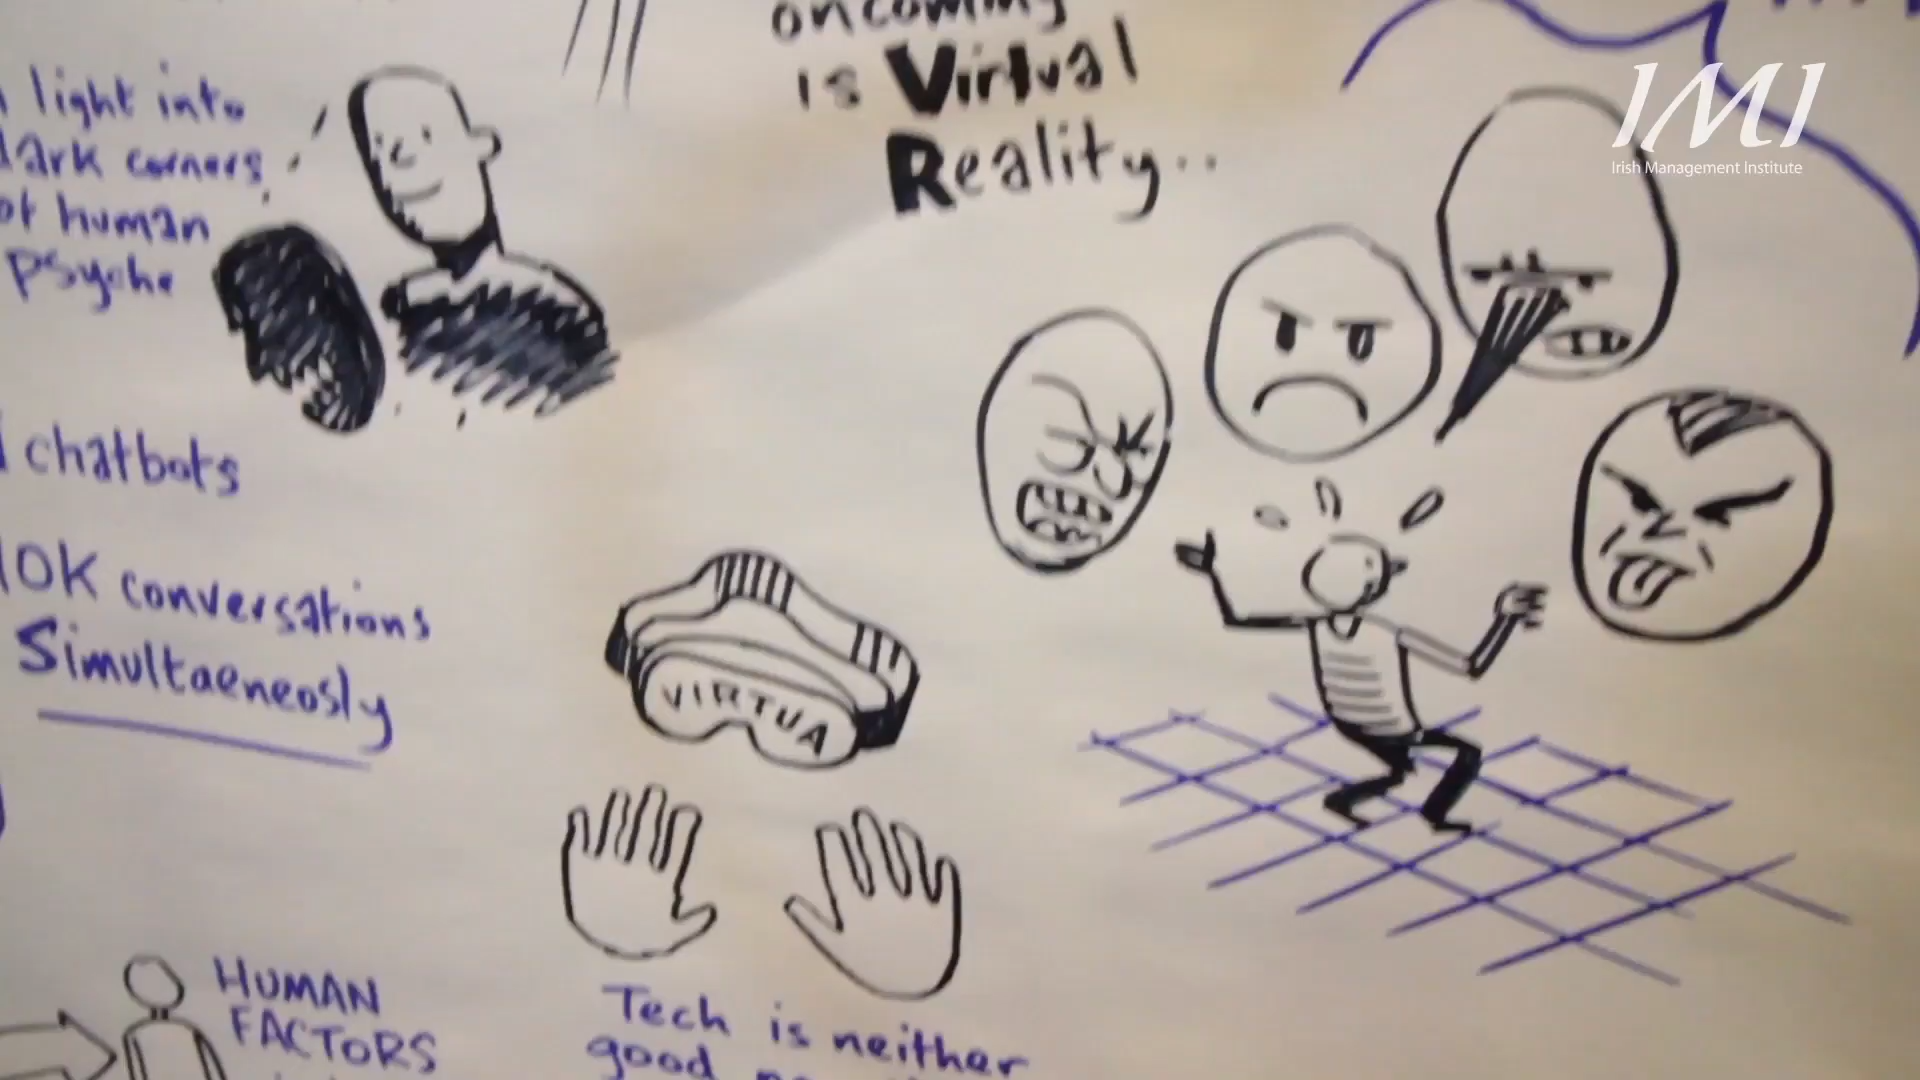 light into
dark corners
of human
psyche
chatbots
10K conversations
Simultaeneosly
HUMAN
FACTORS
oncoming
is Virtual
Reality..
VIRTUA
Tech is neither
good
IMI
Irish Management Institute